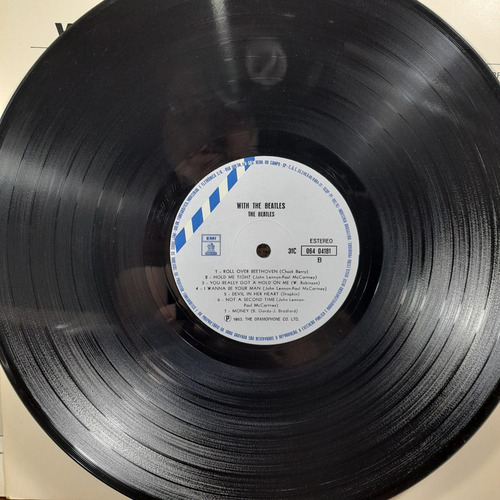 WITH THE BEATLES
THE BEATLES
EMI
ESTEREO
31C 064 04181
B
1 - ROLL OVER BEETHOVEN (Chuck Berry)
2 - HOLD ME TIGHT (John Lennon-Paul McCartney)
3 - YOU REALLY GOT A HOLD ON ME (W. Robinson)
4 - I WANNA BE YOUR MAN (John Lennon-Paul McCartney)
5 - DEVIL IN HER HEART (Drapkin)
6 - NOT A SECOND TIME (John Lennon-
Paul McCartney)
7 - MONEY (B. Gordy-J. Bradford)
℗ 1963, THE GRAMOPHONE CO. LTD.